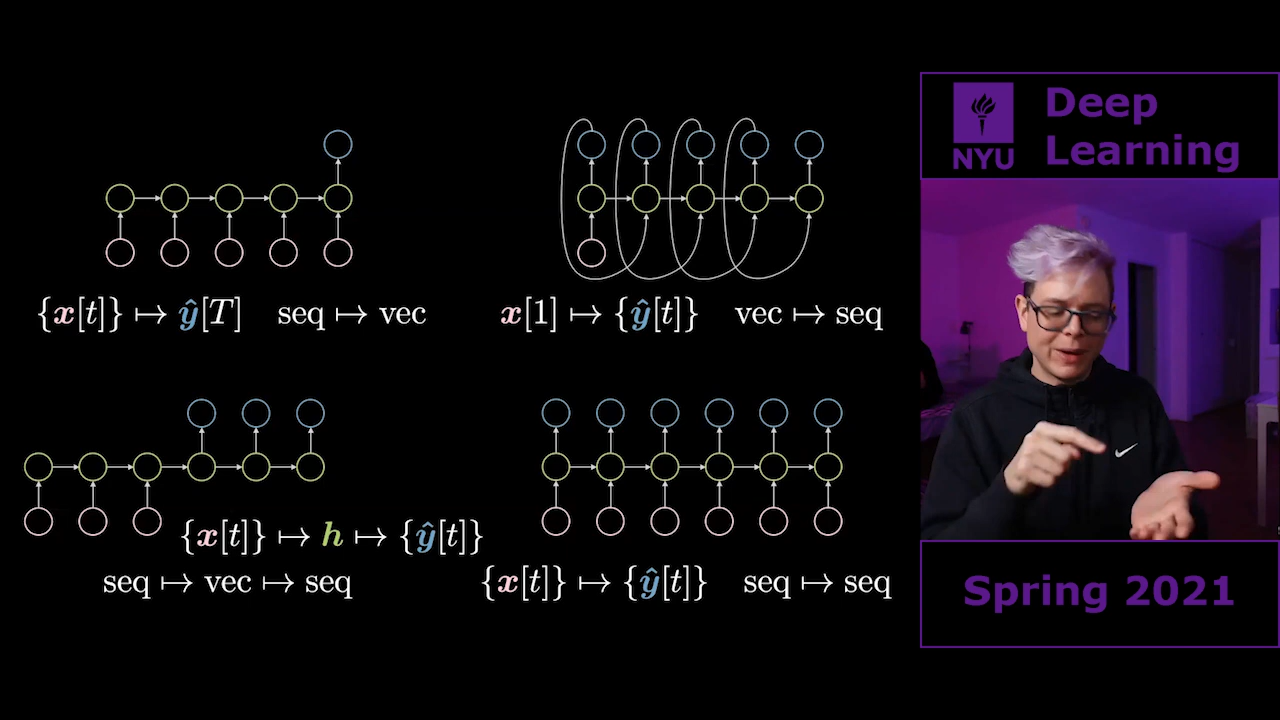 {x[t]} ↦ ŷ[T] seq ↦ vec
x[1] ↦ {ŷ[t]} vec ↦ seq
{x[t]} ↦ h ↦ {ŷ[t]}
seq ↦ vec ↦ seq
{x[t]} ↦ {ŷ[t]} seq ↦ seq
NYU
Deep
Learning
Spring 2021